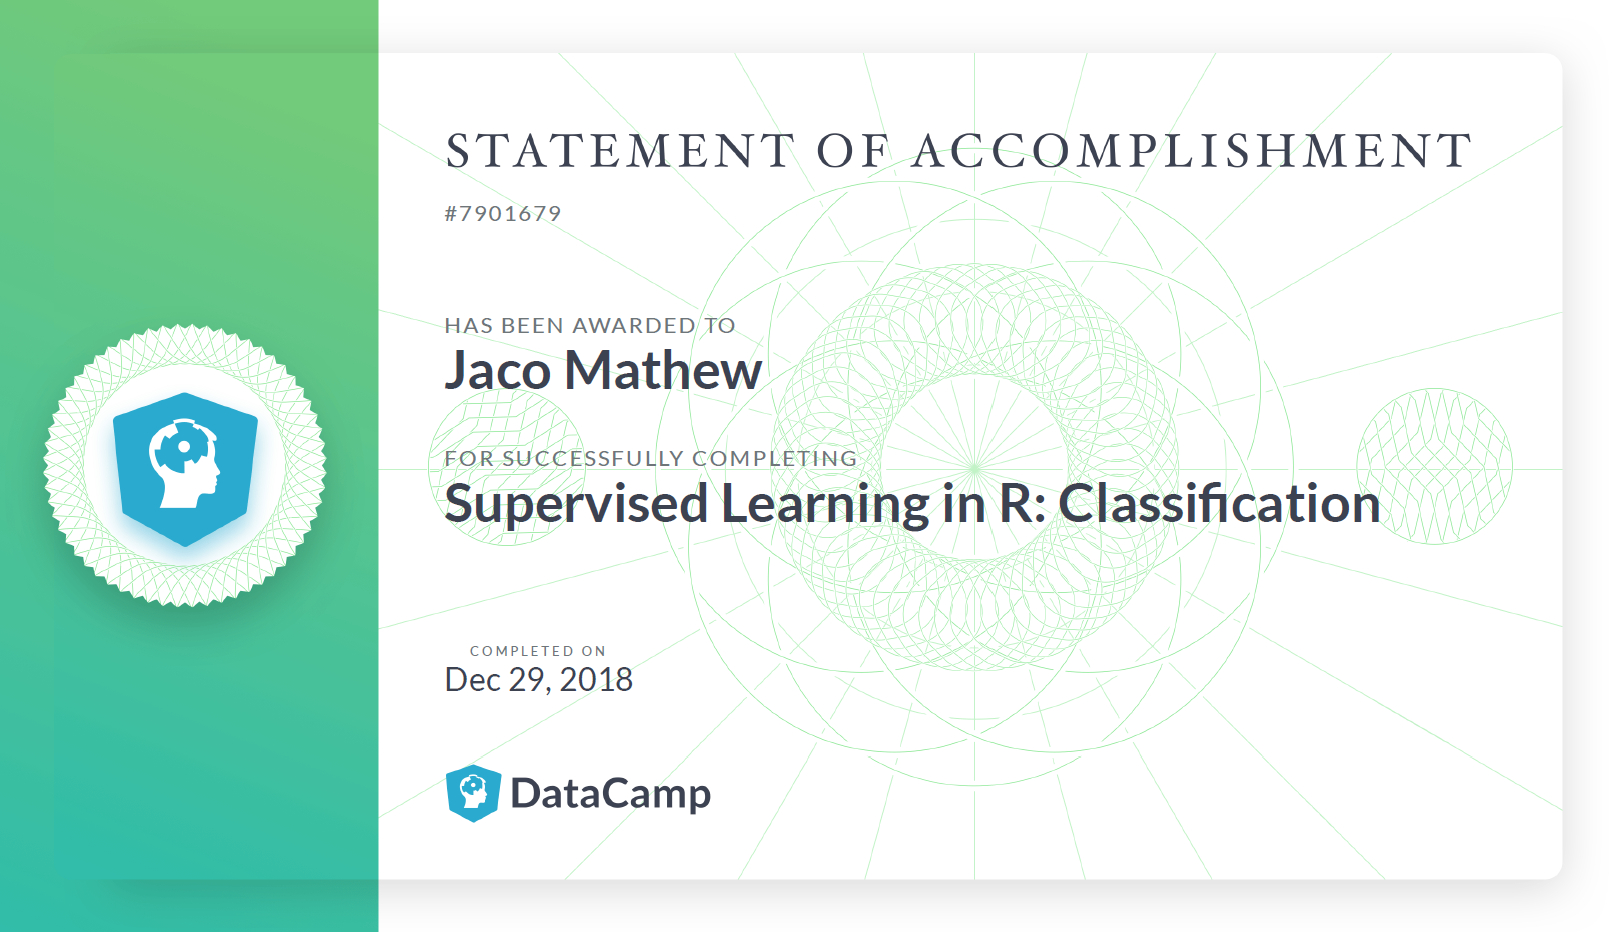 STATEMENT OF ACCOMPLISHMENT
#7901679
HAS BEEN AWARDED TO
Jaco Mathew
FOR SUCCESSFULLY COMPLETING
Supervised Learning in R: Classification
COMPLETED ON
Dec 29, 2018
DataCamp